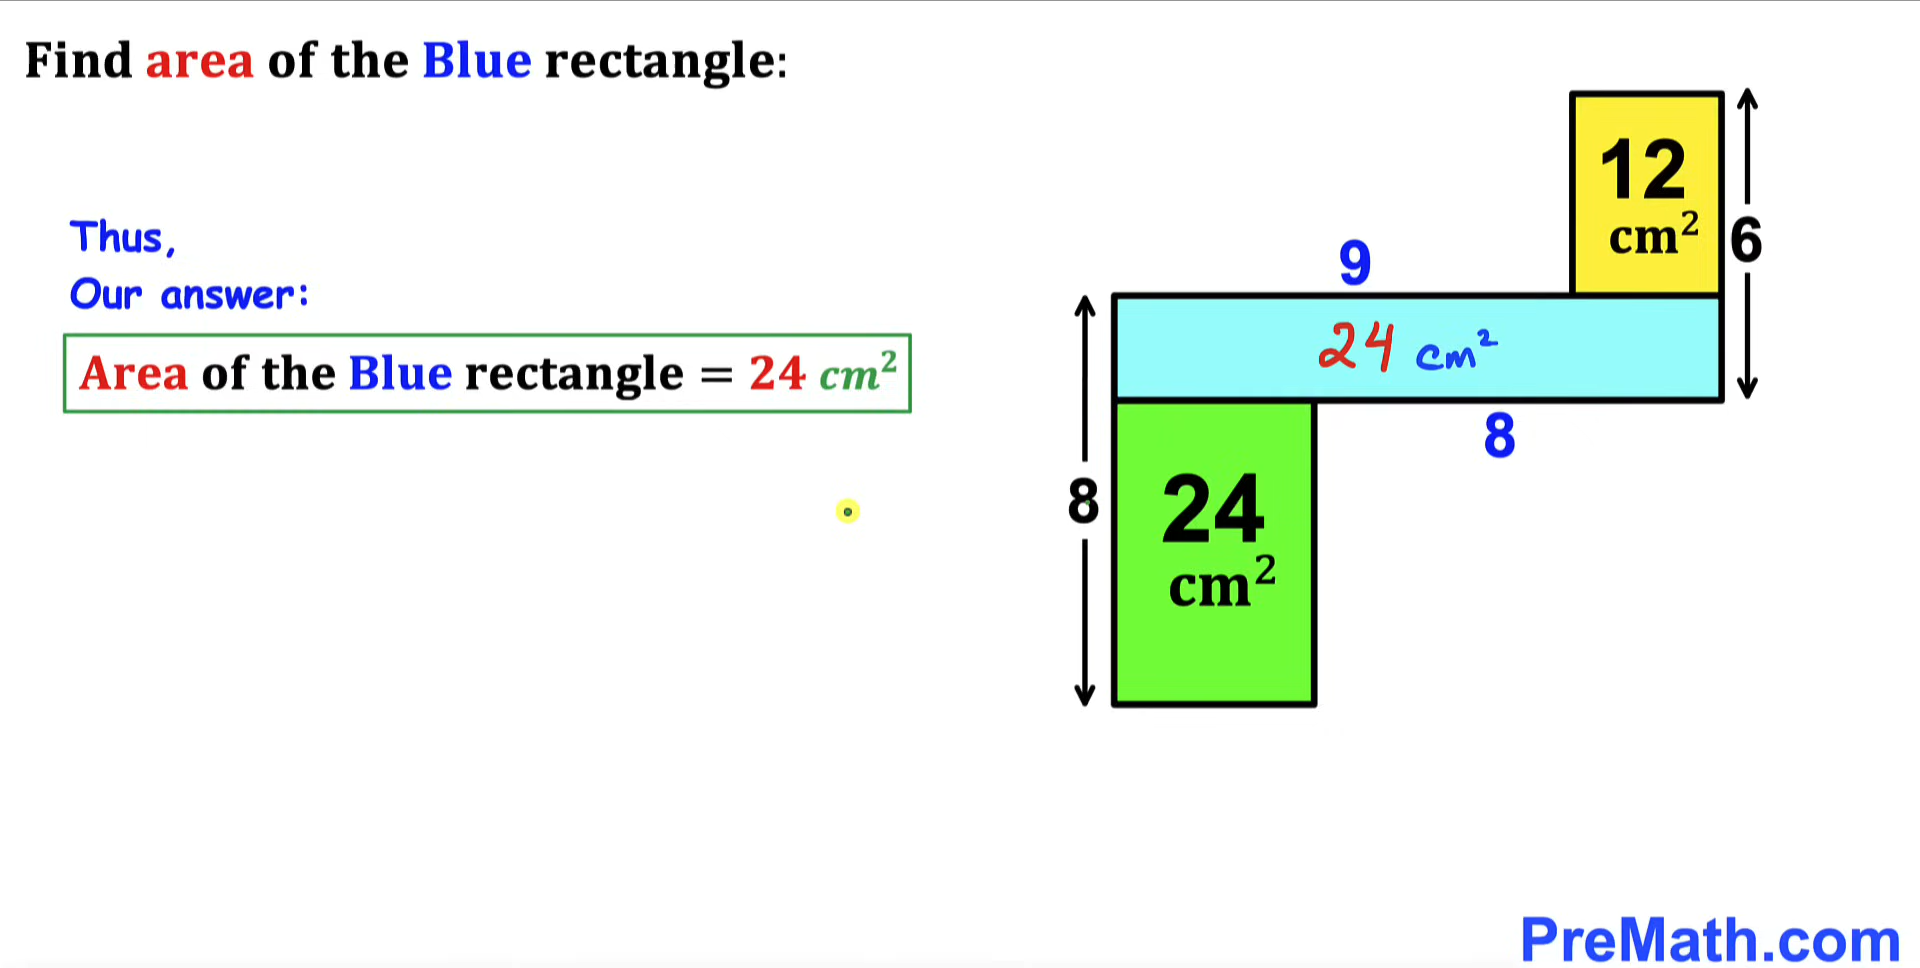 Find area of the Blue rectangle:
12
cm²
Thus,
6
9
Our answer:
24 cm²
Area of the Blue rectangle = 24 cm²
8
8
24
cm²
PreMath.com